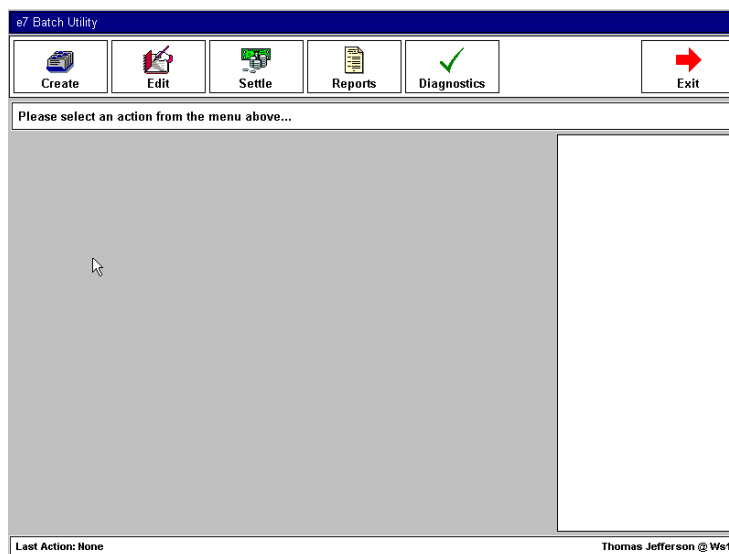 e7 Batch Utility
Create Edit Settle Reports Diagnostics Exit
Please select an action from the menu above...
Last Action: None Thomas Jefferson @ Ws1